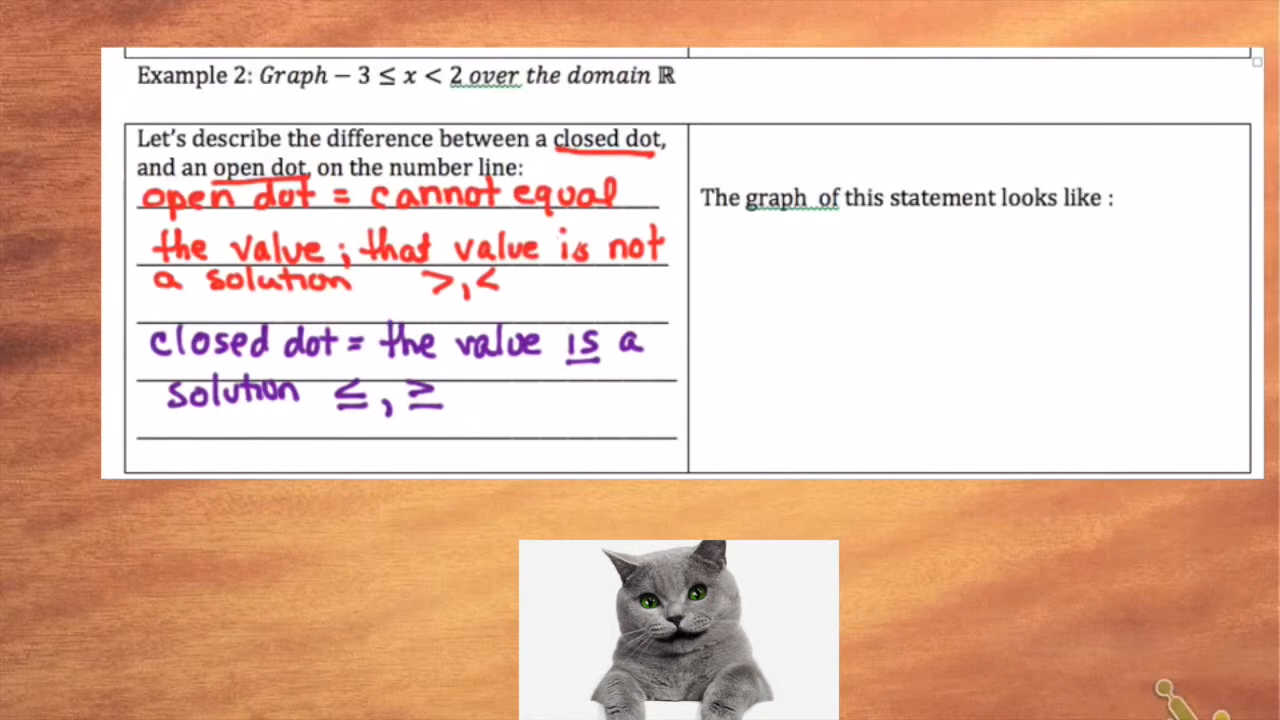 Example 2: Graph − 3 ≤ x < 2 over the domain ℝ
Let's describe the difference between a closed dot,
and an open dot, on the number line:
open dot = cannot equal
the value ; that value is not
a solution >, <
closed dot = the value is a
solution ≤, ≥
The graph of this statement looks like :